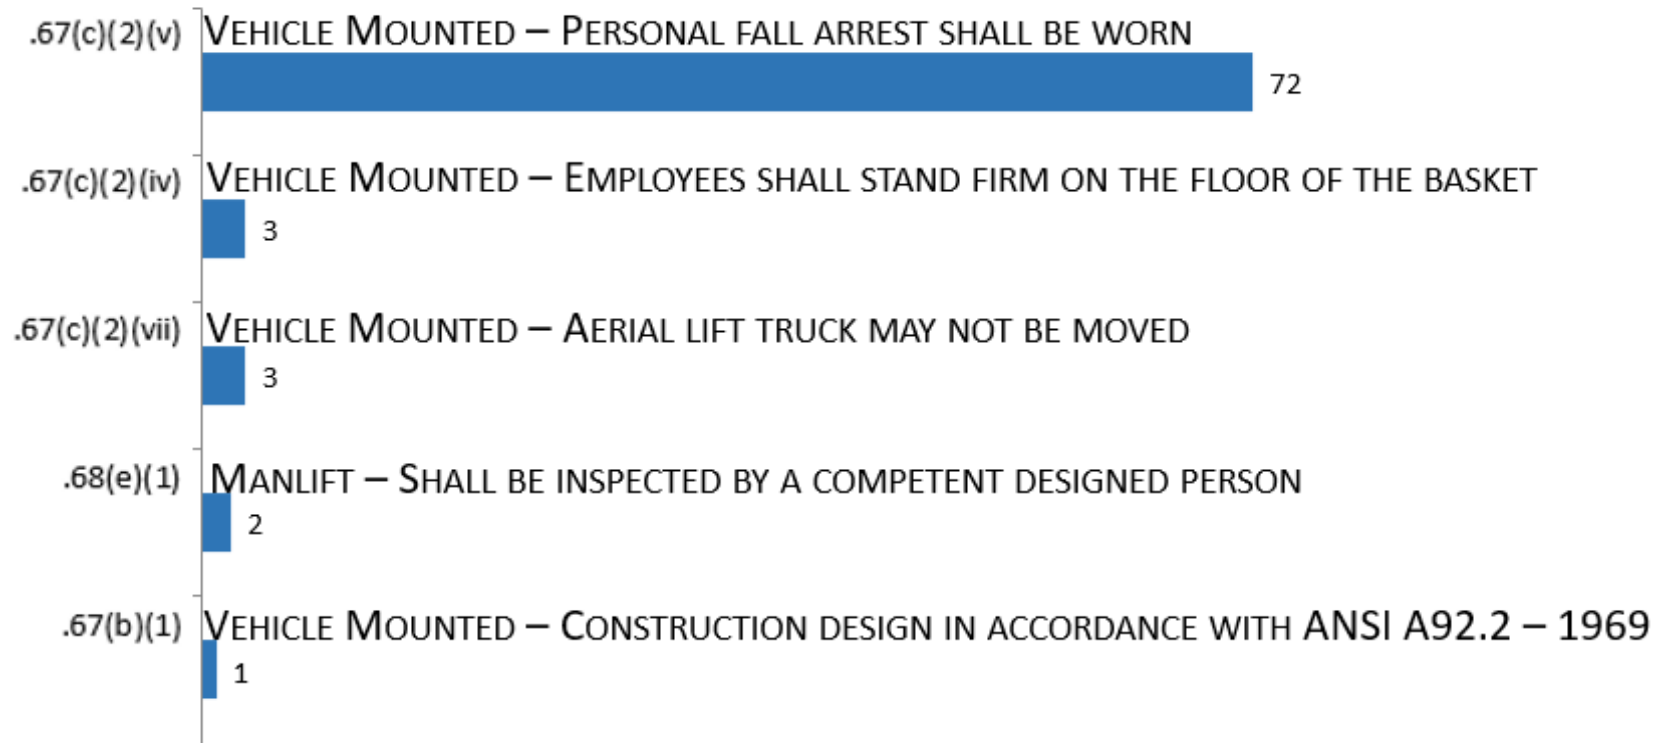 .67(c)(2)(v) VEHICLE MOUNTED – PERSONAL FALL ARREST SHALL BE WORN
72
.67(c)(2)(iv) VEHICLE MOUNTED – EMPLOYEES SHALL STAND FIRM ON THE FLOOR OF THE BASKET
3
.67(c)(2)(vii) VEHICLE MOUNTED – AERIAL LIFT TRUCK MAY NOT BE MOVED
3
.68(e)(1) MANLIFT – SHALL BE INSPECTED BY A COMPETENT DESIGNED PERSON
2
.67(b)(1) VEHICLE MOUNTED – CONSTRUCTION DESIGN IN ACCORDANCE WITH ANSI A92.2 – 1969
1